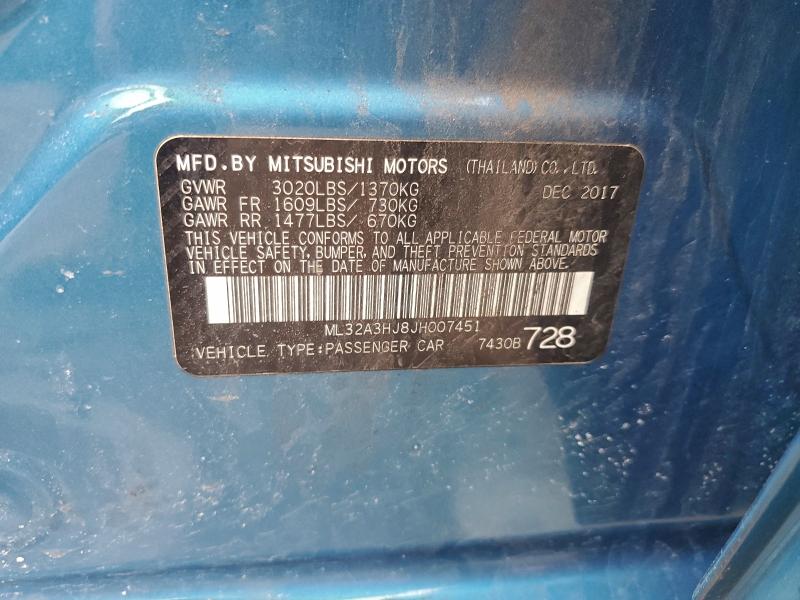 MFD.BY MITSUBISHI MOTORS (THAILAND) CO.,LTD.
GVWR 3020LBS/1370KG DEC 2017
GAWR FR 1609LBS/ 730KG
GAWR RR 1477LBS/ 670KG
THIS VEHICLE CONFORMS TO ALL APPLICABLE FEDERAL MOTOR
VEHICLE SAFETY, BUMPER, AND THEFT PREVENTION STANDARDS
IN EFFECT ON THE DATE OF MANUFACTURE SHOWN ABOVE.
ML32A3HJ8JH007451
VEHICLE TYPE:PASSENGER CAR 7430B 728